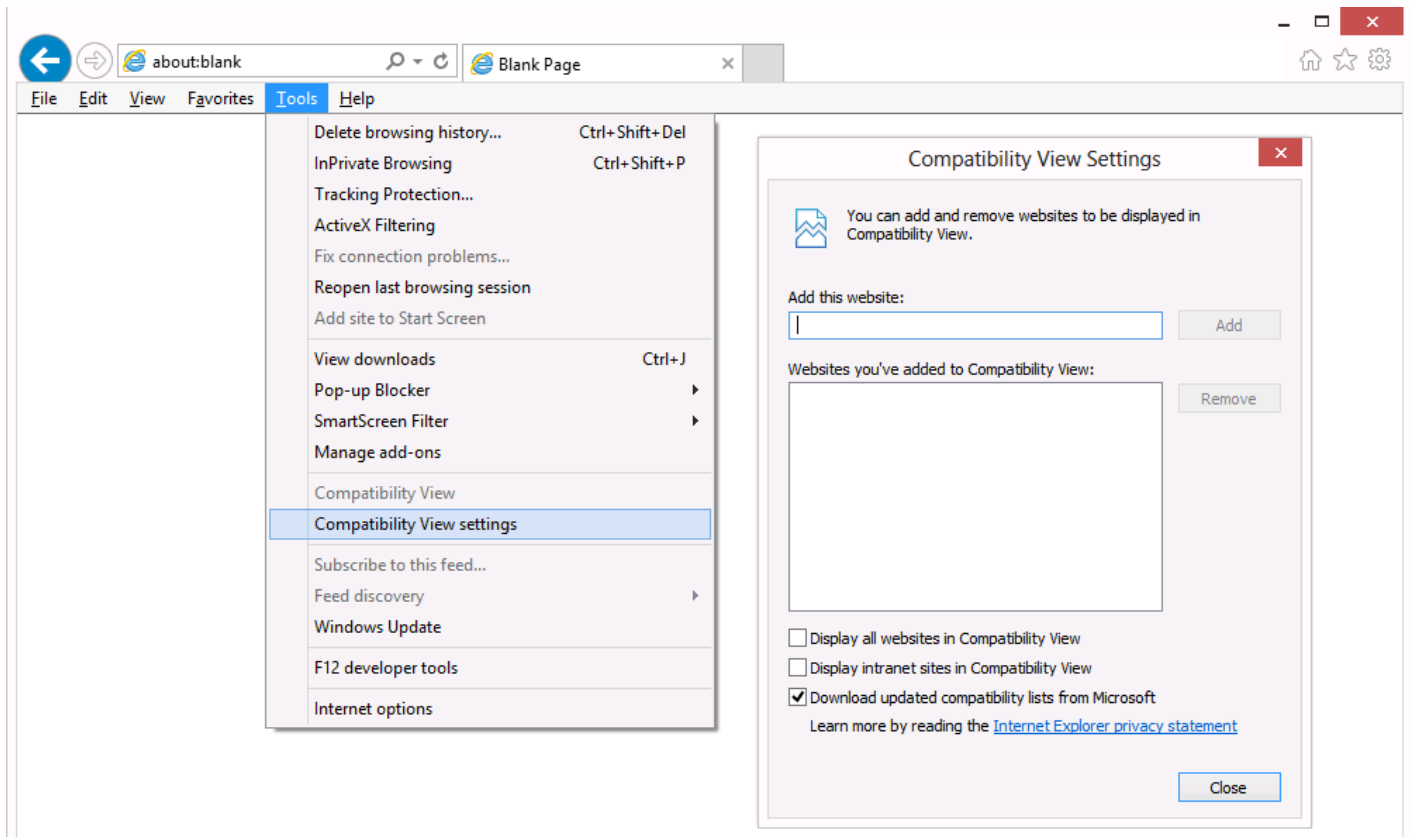 about:blank
Blank Page
File Edit View Favorites Tools Help
Delete browsing history... Ctrl+Shift+Del
InPrivate Browsing Ctrl+Shift+P
Tracking Protection...
ActiveX Filtering
Fix connection problems...
Reopen last browsing session
Add site to Start Screen
View downloads Ctrl+J
Pop-up Blocker
SmartScreen Filter
Manage add-ons
Compatibility View
Compatibility View settings
Subscribe to this feed...
Feed discovery
Windows Update
F12 developer tools
Internet options
Compatibility View Settings
You can add and remove websites to be displayed in
Compatibility View.
Add this website:
Add
Websites you've added to Compatibility View:
Remove
Display all websites in Compatibility View
Display intranet sites in Compatibility View
Download updated compatibility lists from Microsoft
Learn more by reading the Internet Explorer privacy statement
Close